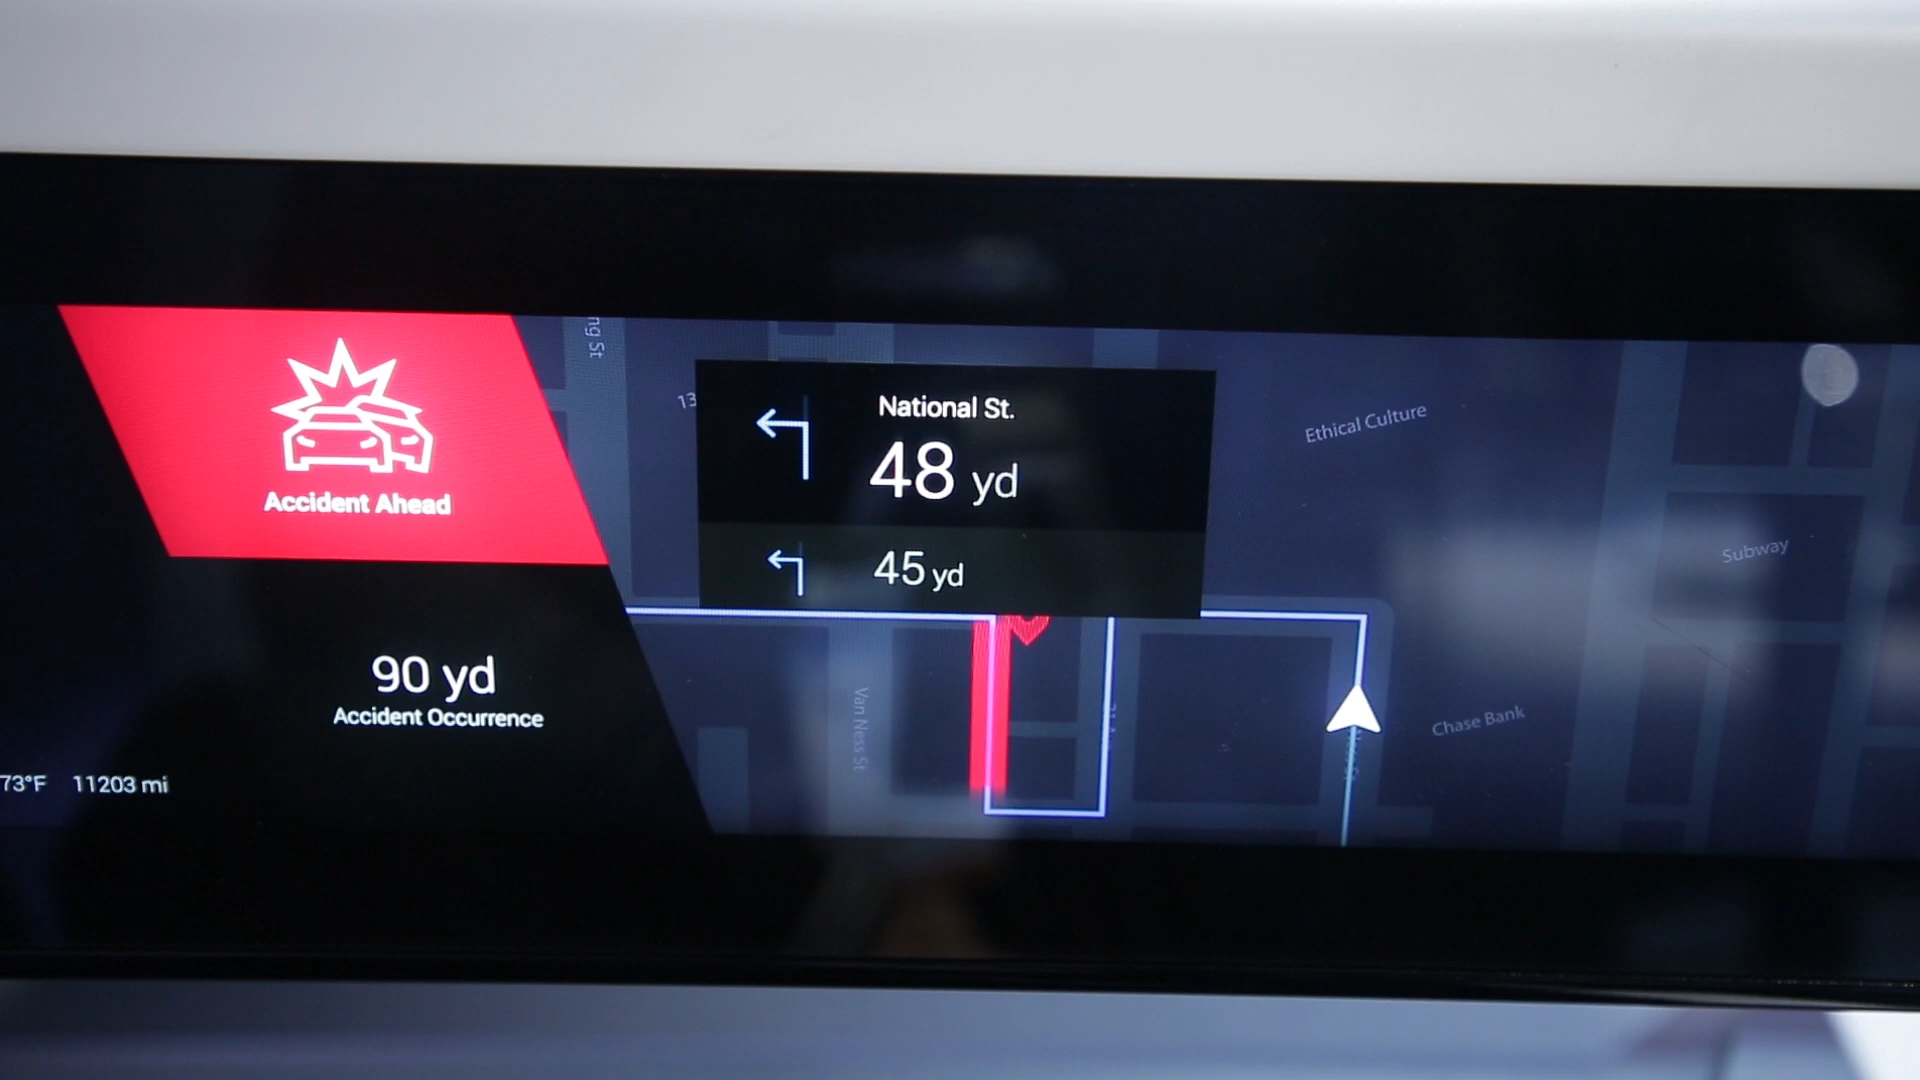 Accident Ahead
90 yd
Accident Occurrence
73°F 11203 mi
ng St
13
National St.
48 yd
45 yd
Van Ness St
Ethical Culture
Subway
Chase Bank